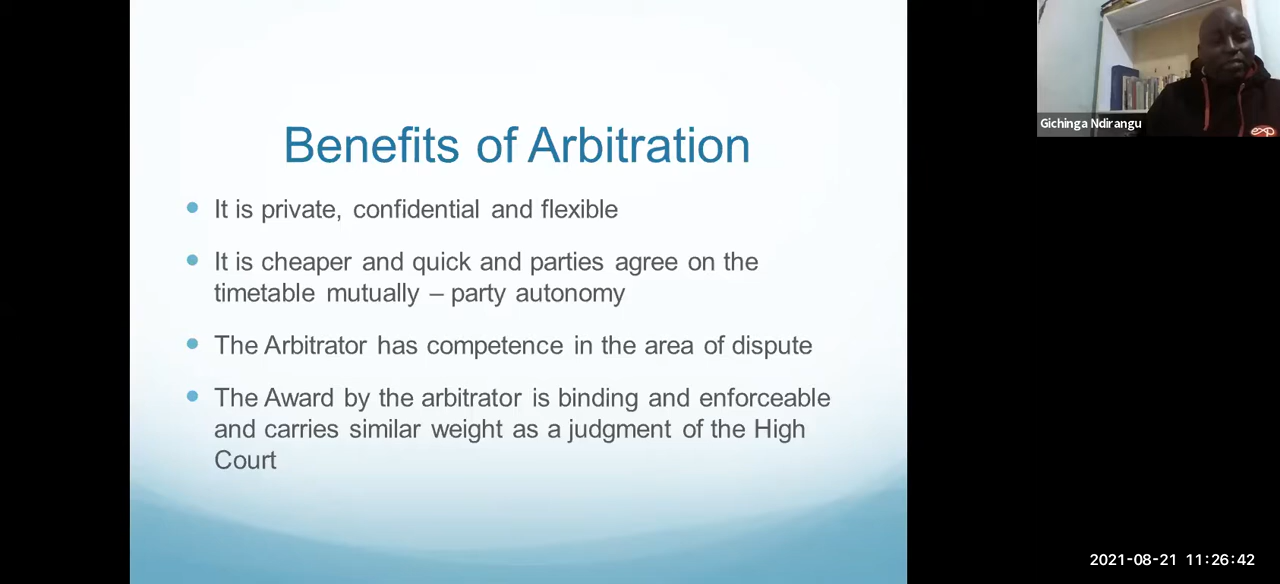 Benefits of Arbitration
It is private, confidential and flexible
It is cheaper and quick and parties agree on the
timetable mutually – party autonomy
The Arbitrator has competence in the area of dispute
The Award by the arbitrator is binding and enforceable
and carries similar weight as a judgment of the High
Court
Gichinga Ndirangu
exp
2021-08-21 11:26:42